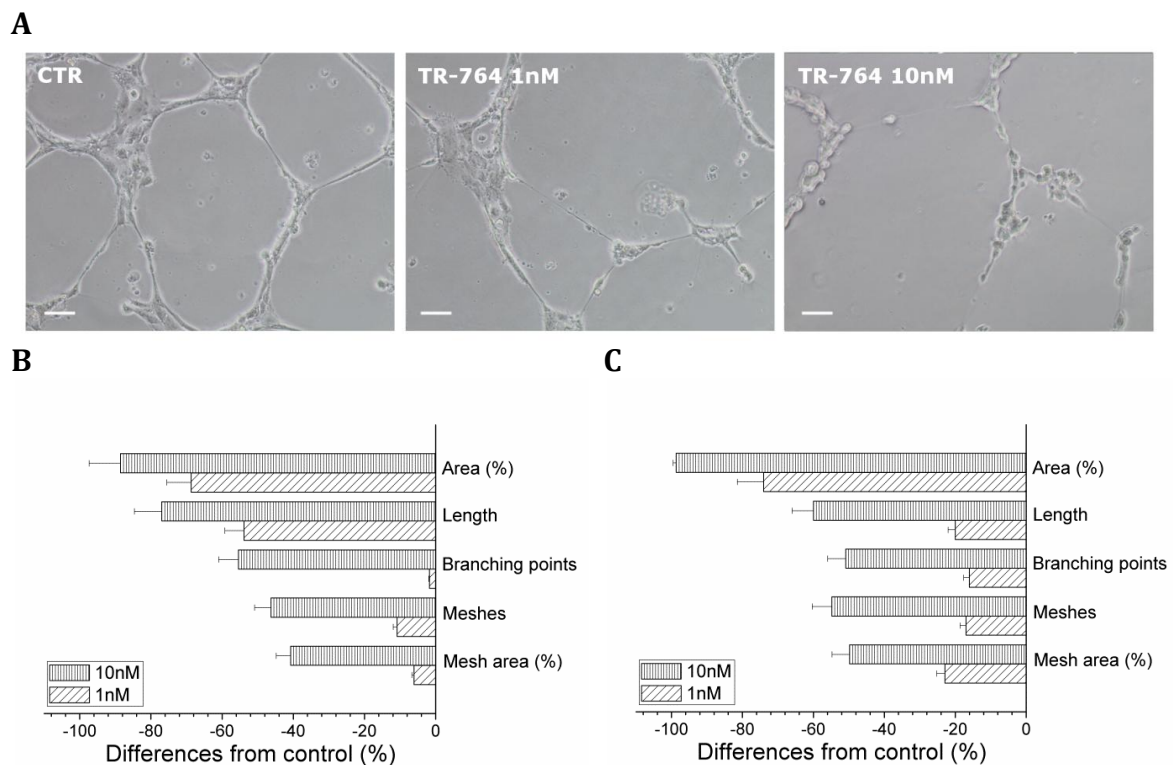 A
CTR
TR-764 1nM
TR-764 10nM
B
C
Area (%)
Length
Branching points
Meshes
Mesh area (%)
10nM
1nM
-100 -80 -60 -40 -20 0
Differences from control (%)
Area (%)
Length
Branching points
Meshes
Mesh area (%)
10nM
1nM
-100 -80 -60 -40 -20 0
Differences from control (%)